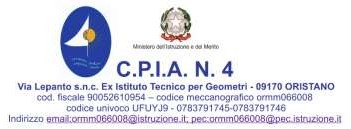 Ministero dell'Istruzione e del Merito
C.P.I.A. N. 4
Via Lepanto s.n.c. Ex Istituto Tecnico per Geometri - 09170 ORISTANO
cod. fiscale 90052610954 – codice meccanografico ormm066008
codice univoco UFUYJ9 - 0783791745-0783791746
Indirizzo email:ormm066008@istruzione.it; pec:ormm066008@pec.istruzione.it